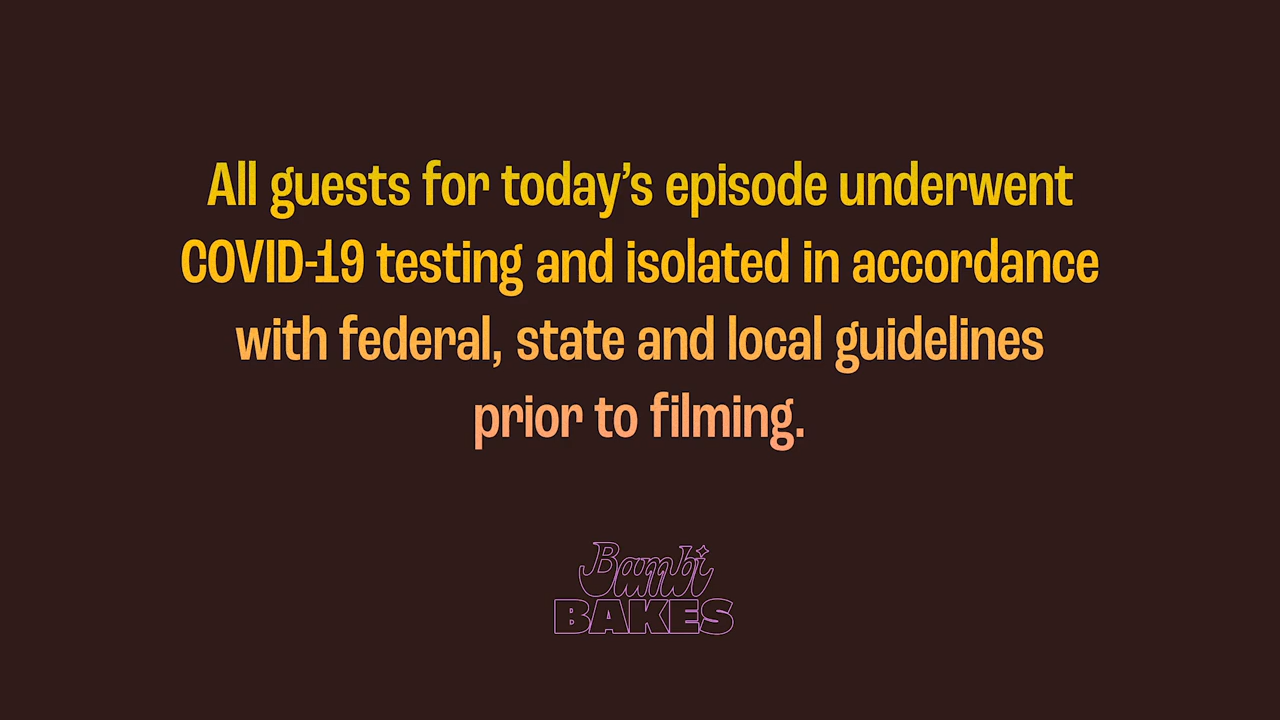 All guests for today’s episode underwent
COVID-19 testing and isolated in accordance
with federal, state and local guidelines
prior to filming.
Bambi
BAKES